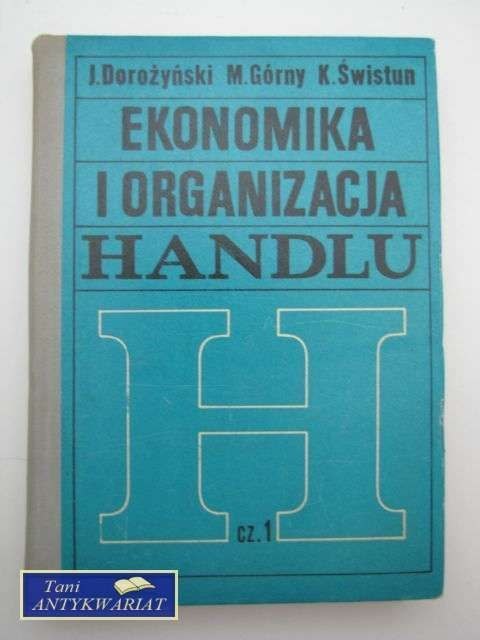 J. Dorożyński M. Górny K. Świstun
EKONOMIKA
I ORGANIZACJA
HANDLU
H
cz. 1
Tani
ANTYKWARIAT